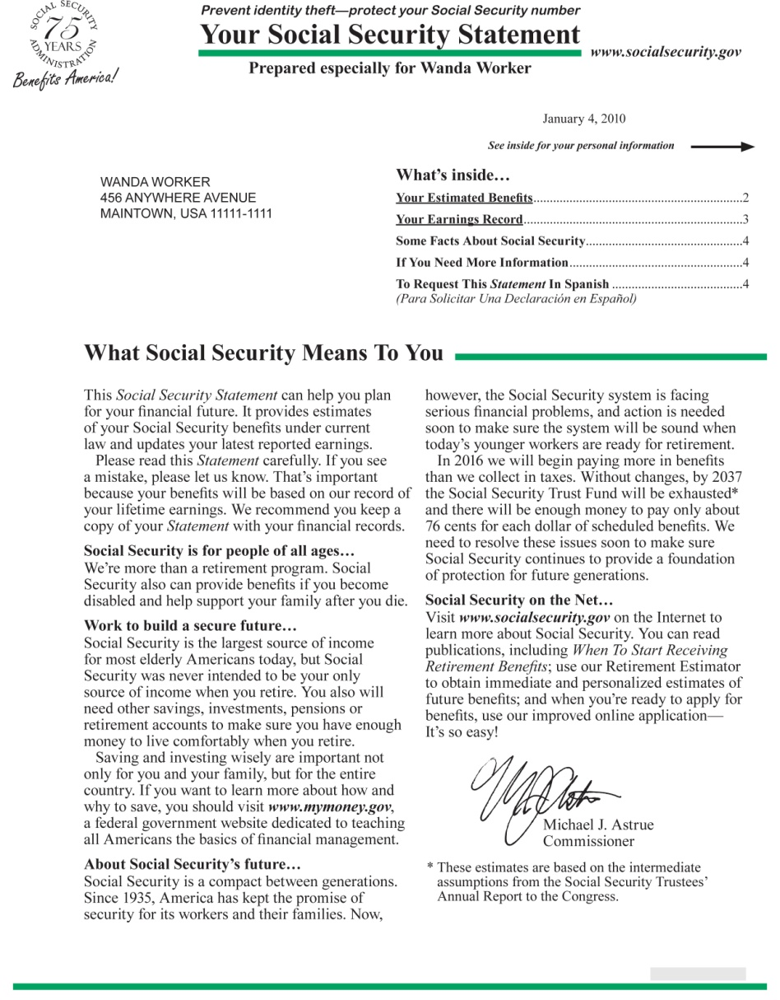 SOCIAL SECURITY ADMINISTRATION
75
YEARS
Benefits America!
Prevent identity theft—protect your Social Security number
Your Social Security Statement
www.socialsecurity.gov
Prepared especially for Wanda Worker
January 4, 2010
See inside for your personal information
WANDA WORKER
456 ANYWHERE AVENUE
MAINTOWN, USA 11111-1111
What's inside…
Your Estimated Benefits................................................................2
Your Earnings Record...................................................................3
Some Facts About Social Security................................................4
If You Need More Information.....................................................4
To Request This Statement In Spanish ........................................4
(Para Solicitar Una Declaración en Español)
What Social Security Means To You
This Social Security Statement can help you plan
for your financial future. It provides estimates
of your Social Security benefits under current
law and updates your latest reported earnings.
Please read this Statement carefully. If you see
a mistake, please let us know. That's important
because your benefits will be based on our record of
your lifetime earnings. We recommend you keep a
copy of your Statement with your financial records.
Social Security is for people of all ages…
We're more than a retirement program. Social
Security also can provide benefits if you become
disabled and help support your family after you die.
Work to build a secure future…
Social Security is the largest source of income
for most elderly Americans today, but Social
Security was never intended to be your only
source of income when you retire. You also will
need other savings, investments, pensions or
retirement accounts to make sure you have enough
money to live comfortably when you retire.
Saving and investing wisely are important not
only for you and your family, but for the entire
country. If you want to learn more about how and
why to save, you should visit www.mymoney.gov,
a federal government website dedicated to teaching
all Americans the basics of financial management.
About Social Security's future…
Social Security is a compact between generations.
Since 1935, America has kept the promise of
security for its workers and their families. Now,
however, the Social Security system is facing
serious financial problems, and action is needed
soon to make sure the system will be sound when
today's younger workers are ready for retirement.
In 2016 we will begin paying more in benefits
than we collect in taxes. Without changes, by 2037
the Social Security Trust Fund will be exhausted*
and there will be enough money to pay only about
76 cents for each dollar of scheduled benefits. We
need to resolve these issues soon to make sure
Social Security continues to provide a foundation
of protection for future generations.
Social Security on the Net…
Visit www.socialsecurity.gov on the Internet to
learn more about Social Security. You can read
publications, including When To Start Receiving
Retirement Benefits; use our Retirement Estimator
to obtain immediate and personalized estimates of
future benefits; and when you're ready to apply for
benefits, use our improved online application—
It's so easy!
Michael J. Astrue
Commissioner
* These estimates are based on the intermediate
assumptions from the Social Security Trustees'
Annual Report to the Congress.